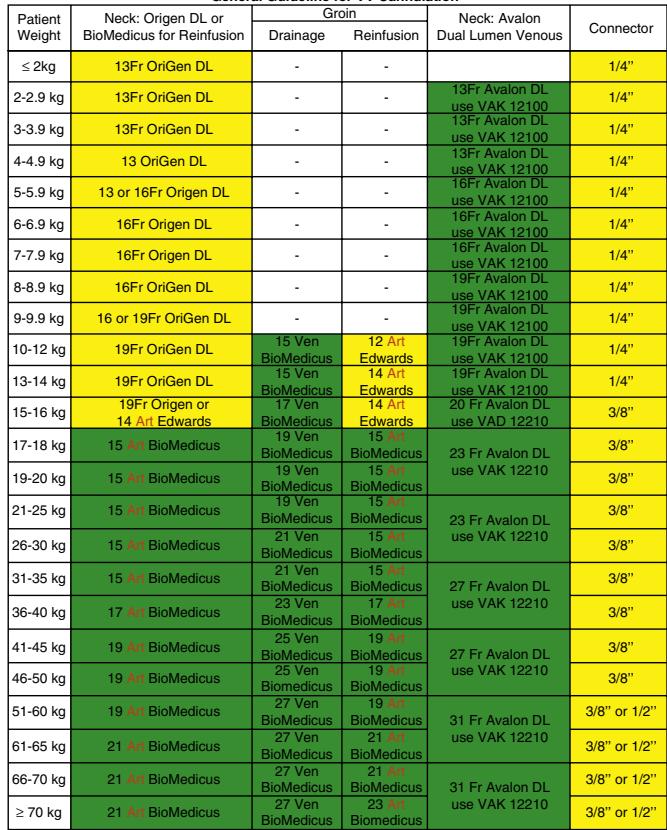 General Guideline for VV Cannulation
Patient Weight | Neck: Origen DL or BioMedicus for Reinfusion | Groin Drainage | Groin Reinfusion | Neck: Avalon Dual Lumen Venous | Connector
≤ 2kg | 13Fr OriGen DL | - | - | | 1/4’’
2-2.9 kg | 13Fr OriGen DL | - | - | 13Fr Avalon DL use VAK 12100 | 1/4’’
3-3.9 kg | 13Fr OriGen DL | - | - | 13Fr Avalon DL use VAK 12100 | 1/4’’
4-4.9 kg | 13 OriGen DL | - | - | 13Fr Avalon DL use VAK 12100 | 1/4’’
5-5.9 kg | 13 or 16Fr Origen DL | - | - | 16Fr Avalon DL use VAK 12100 | 1/4’’
6-6.9 kg | 16Fr Origen DL | - | - | 16Fr Avalon DL use VAK 12100 | 1/4’’
7-7.9 kg | 16Fr OriGen DL | - | - | 16Fr Avalon DL use VAK 12100 | 1/4’’
8-8.9 kg | 16Fr OriGen DL | - | - | 19Fr Avalon DL use VAK 12100 | 1/4’’
9-9.9 kg | 16 or 19Fr OriGen DL | - | - | 19Fr Avalon DL use VAK 12100 | 1/4’’
10-12 kg | 19Fr OriGen DL | 15 Ven BioMedicus | 12 Art Edwards | 19Fr Avalon DL use VAK 12100 | 1/4’’
13-14 kg | 19Fr OriGen DL | 15 Ven BioMedicus | 14 Art Edwards | 19Fr Avalon DL use VAK 12100 | 1/4’’
15-16 kg | 19Fr Origen or 14 Art Edwards | 17 Ven BioMedicus | 14 Art Edwards | 20 Fr Avalon DL use VAD 12210 | 3/8’’
17-18 kg | 15 Art BioMedicus | 19 Ven BioMedicus | 15 Art BioMedicus | 23 Fr Avalon DL use VAK 12210 | 3/8’’
19-20 kg | 15 Art BioMedicus | 19 Ven BioMedicus | 15 Art BioMedicus | 3/8’’
21-25 kg | 15 Art BioMedicus | 19 Ven BioMedicus | 15 Art BioMedicus | 23 Fr Avalon DL use VAK 12210 | 3/8’’
26-30 kg | 15 Art BioMedicus | 21 Ven BioMedicus | 15 Art BioMedicus | 3/8’’
31-35 kg | 15 Art BioMedicus | 21 Ven BioMedicus | 15 Art BioMedicus | 27 Fr Avalon DL use VAK 12210 | 3/8’’
36-40 kg | 17 Art BioMedicus | 23 Ven BioMedicus | 17 Art BioMedicus | 3/8’’
41-45 kg | 19 Art BioMedicus | 25 Ven BioMedicus | 19 Art BioMedicus | 27 Fr Avalon DL use VAK 12210 | 3/8’’
46-50 kg | 19 Art BioMedicus | 25 Ven Biomedicus | 19 Art BioMedicus | 3/8’’
51-60 kg | 19 Art BioMedicus | 27 Ven BioMedicus | 19 Art BioMedicus | 31 Fr Avalon DL use VAK 12210 | 3/8’’ or 1/2’’
61-65 kg | 21 Art BioMedicus | 27 Ven BioMedicus | 21 Art BioMedicus | 3/8’’ or 1/2’’
66-70 kg | 21 Art BioMedicus | 27 Ven BioMedicus | 21 Art BioMedicus | 31 Fr Avalon DL use VAK 12210 | 3/8’’ or 1/2’’
≥ 70 kg | 21 Art BioMedicus | 27 Ven BioMedicus | 23 Art Biomedicus | 3/8’’ or 1/2’’